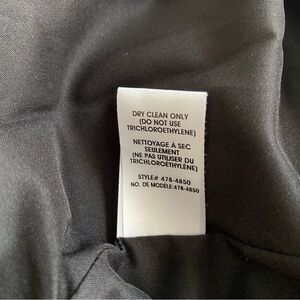 DRY CLEAN ONLY
(DO NOT USE
TRICHLOROETHYLENE)
NETTOYAGE À SEC
SEULEMENT
(NE PAS UTILISER DU
TRICHLOROETHYLENE)
STYLE# 478-4850
NO. DE MODÈLE:478-4850